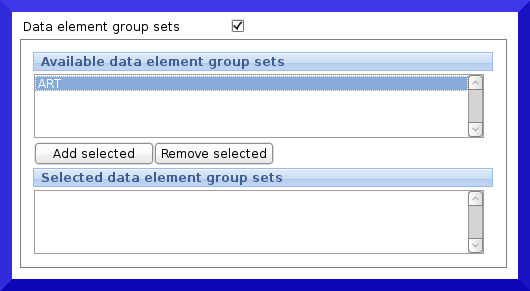 Data element group sets
Available data element group sets
ART
Add selected Remove selected
Selected data element group sets